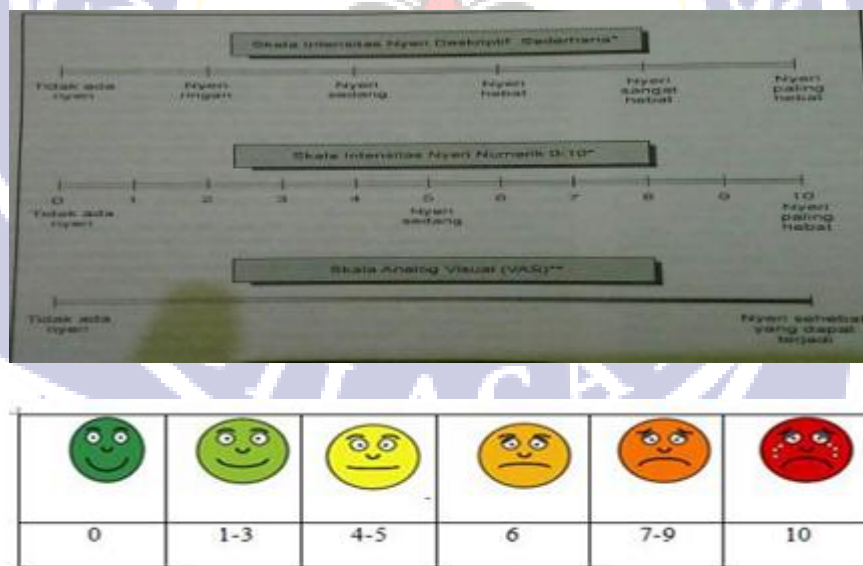 Skala Intensitas Nyeri Deskriptif Sederhana*
Tidak ada nyeri
Nyeri ringan
Nyeri sedang
Nyeri hebat
Nyeri sangat hebat
Nyeri paling hebat
Skala Intensitas Nyeri Numerik 0-10*
0 1 2 3 4 5 6 7 8 9 10
Tidak ada nyeri
Nyeri sedang
Nyeri paling hebat
Skala Analog Visual (VAS)**
Tidak ada nyeri
Nyeri sehebat yang dapat terjadi
0 1-3 4-5 6 7-9 10